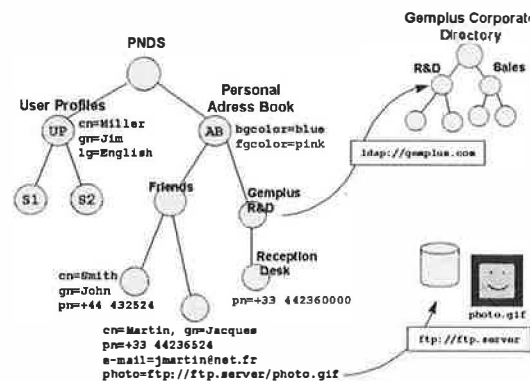 PNDS
Gemplus Corporate
Directory
R&D
Sales
User Profiles
Personal
Adress Book
UP
cn=Miller
gn=Jim
lg=English
AB
bgcolor=blue
fgcolor=pink
ldap://gemplus.com
S1
S2
Friends
Gemplus
R&D
Reception
Desk
cn=Smith
gn=John
pn=+44 432524
pn=+33 442360000
cn=Martin, gn=Jacques
pn=+33 44236524
e-mail=jmartin@net.fr
photo=ftp://ftp.server/photo.gif
photo.gif
ftp://ftp.server